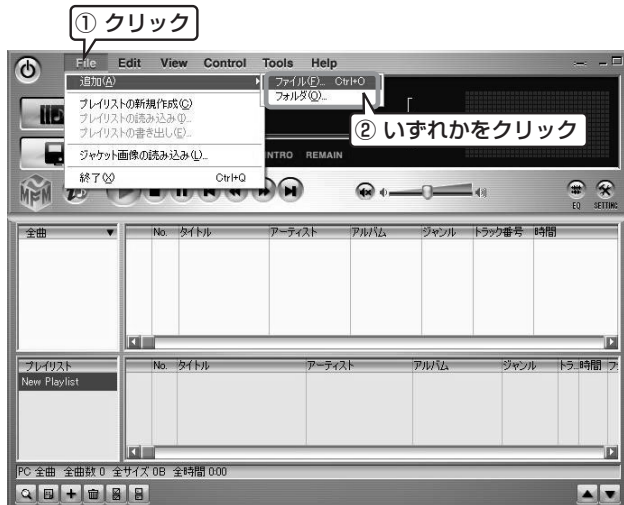 ① クリック
File Edit View Control Tools Help
追加(A)
ファイル(F)... Ctrl+O
フォルダ(O)...
② いずれかをクリック
プレイリストの新規作成(C)
プレイリストの読み込み(I)...
プレイリストの書き出し(E)...
ジャケット画像の読み込み(L)...
終了(X) Ctrl+Q
INTRO REMAIN
MFM
EQ SETTING
全曲 No. タイトル アーティスト アルバム ジャンル トラック番号 時間
プレイリスト No. タイトル アーティスト アルバム ジャンル トラ...時間 フ
New Playlist
PC 全曲 全曲数 0 全サイズ 0B 全時間 0:00